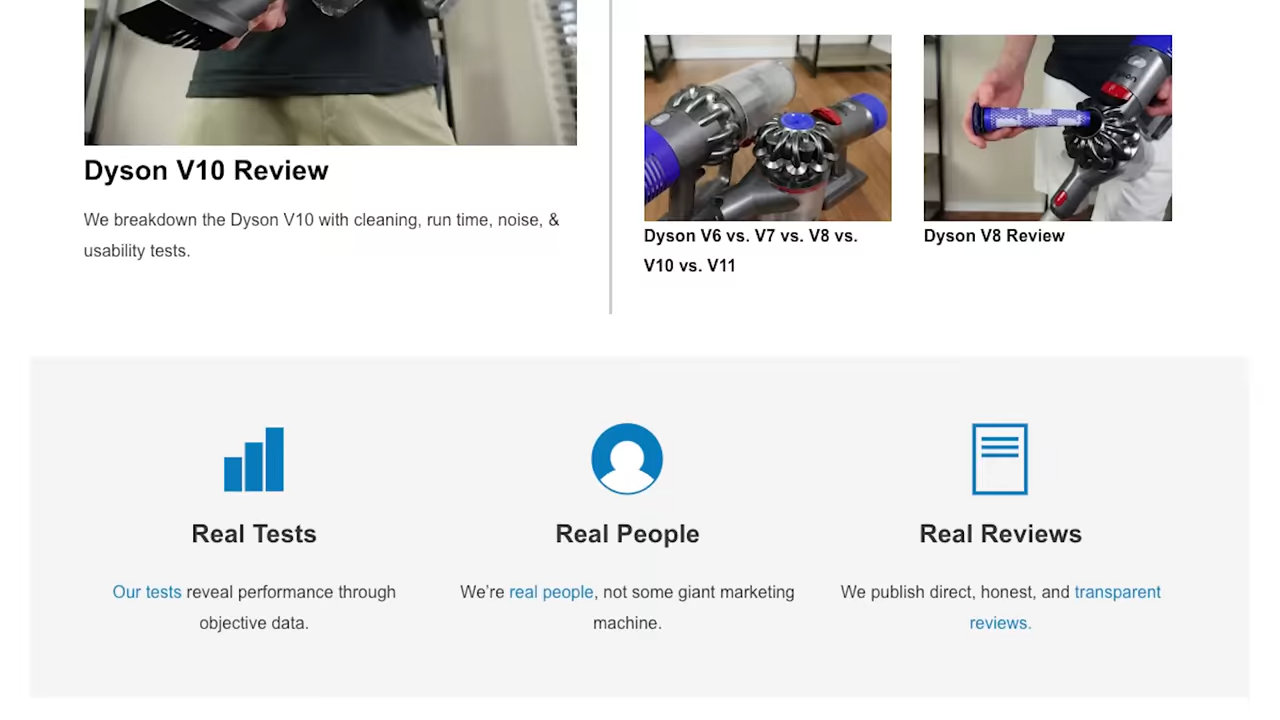 Dyson V10 Review
We breakdown the Dyson V10 with cleaning, run time, noise, &
usability tests.
dyson
Dyson V6 vs. V7 vs. V8 vs.
V10 vs. V11
Dyson V8 Review
Real Tests
Our tests reveal performance through
objective data.
Real People
We’re real people, not some giant marketing
machine.
Real Reviews
We publish direct, honest, and transparent
reviews.